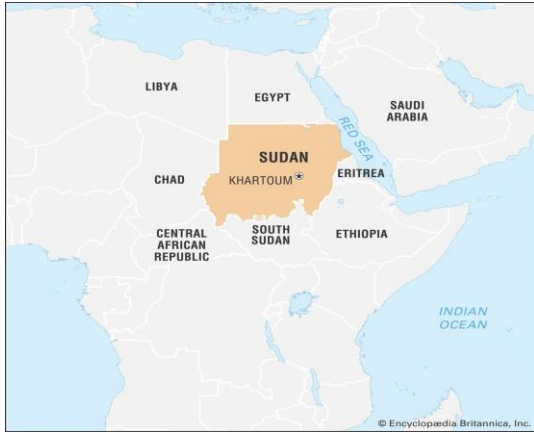 LIBYA
EGYPT
SAUDI
ARABIA
RED SEA
SUDAN
KHARTOUM
CHAD
ERITREA
CENTRAL
AFRICAN
REPUBLIC
SOUTH
SUDAN
ETHIOPIA
INDIAN
OCEAN
© Encyclopædia Britannica, Inc.